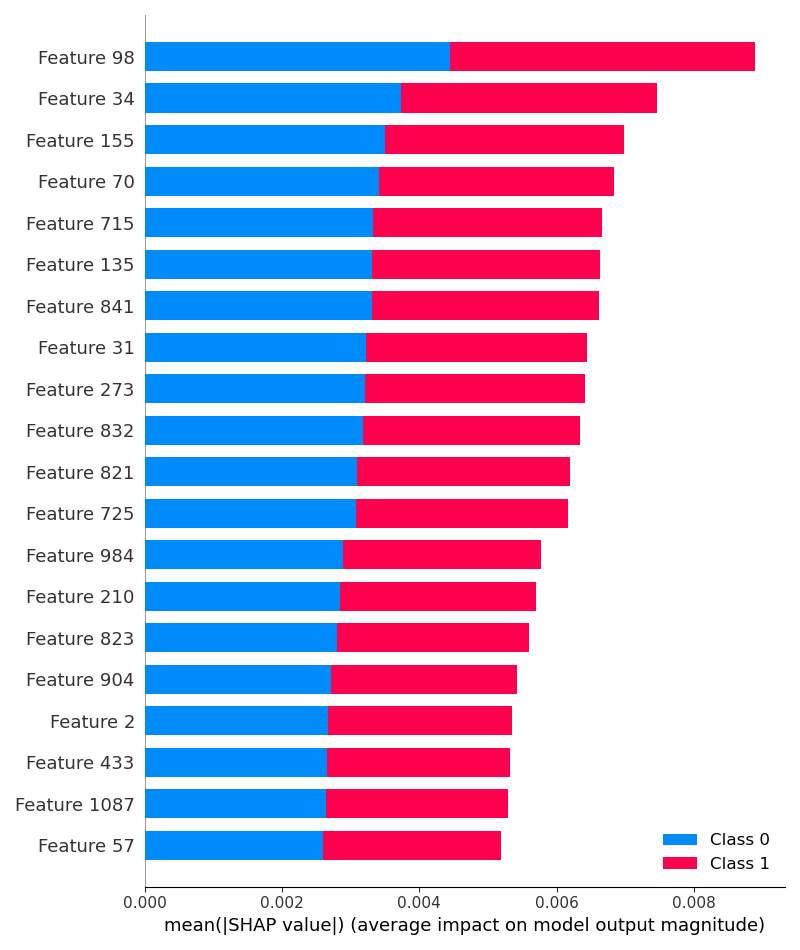 Feature 98
Feature 34
Feature 155
Feature 70
Feature 715
Feature 135
Feature 841
Feature 31
Feature 273
Feature 832
Feature 821
Feature 725
Feature 984
Feature 210
Feature 823
Feature 904
Feature 2
Feature 433
Feature 1087
Feature 57
Class 0
Class 1
0.000 0.002 0.004 0.006 0.008
mean(|SHAP value|) (average impact on model output magnitude)